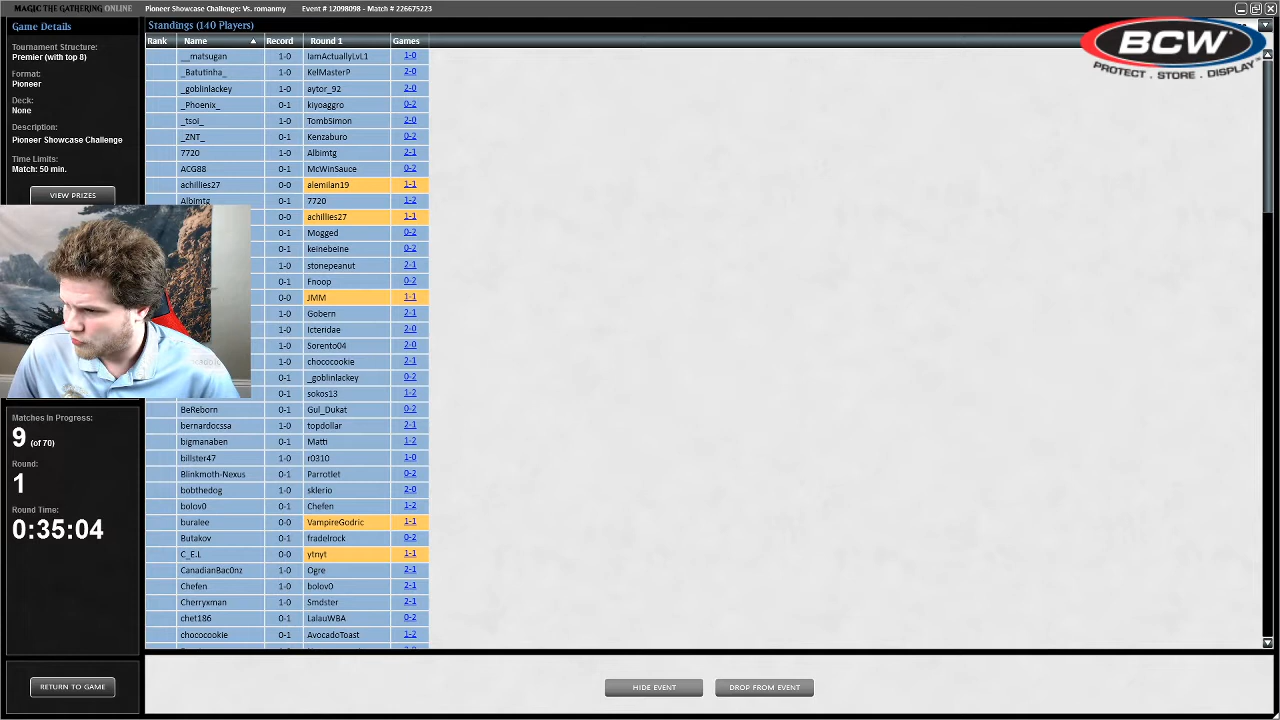 MAGIC THE GATHERING ONLINE Pioneer Showcase Challenge: Vs. romanmy Event # 12098098 - Match # 226675223
Game Details
Tournament Structure:
Premier (with top 8)
Format:
Pioneer
Deck:
None
Description:
Pioneer Showcase Challenge
Time Limits:
Match: 50 min.
VIEW PRIZES
Matches In Progress:
9 (of 70)
Round:
1
Round Time:
0:35:04
RETURN TO GAME
Standings (140 Players)
Rank Name Record Round 1 Games
__matsugan 1-0 IamActuallyLvL1 1-0
_Batutinha_ 1-0 KelMasterP 2-0
_goblinlackey 1-0 aytor_92 2-0
_Phoenix_ 0-1 kiyoaggro 0-2
_tsoi_ 1-0 TombSimon 2-0
_ZNT_ 0-1 Kenzaburo 0-2
7720 1-0 Albimtg 2-1
ACG88 0-1 McWinSauce 0-2
achillies27 0-0 alemilan19 1-1
Albimtg 0-1 7720 1-2
0-0 achillies27 1-1
0-1 Mogged 0-2
0-1 keinebeine 0-2
1-0 stonepeanut 2-1
0-1 Fnoop 0-2
0-0 JMM 1-1
1-0 Gobern 2-1
1-0 Icteridae 2-0
1-0 Sorento04 2-0
1-0 chococookie 2-1
0-1 _goblinlackey 0-2
0-1 sokos13 1-2
BeReborn 0-1 Gul_Dukat 0-2
bernardocssa 1-0 topdollar 2-1
bigmanaben 0-1 Matti 1-2
billster47 1-0 r0310 1-0
Blinkmoth-Nexus 0-1 Parrotlet 0-2
bobthedog 1-0 sklerio 2-0
bolov0 0-1 Chefen 1-2
buralee 0-0 VampireGodric 1-1
Butakov 0-1 fradelrock 0-2
C_E.L 0-0 ytnyt 1-1
CanadianBac0nz 1-0 Ogre 2-1
Chefen 1-0 bolov0 2-1
Cherryxman 1-0 Smdster 2-1
chet186 0-1 LalauWBA 0-2
chococookie 0-1 AvocadoToast 1-2
HIDE EVENT
DROP FROM EVENT
BCW
PROTECT . STORE . DISPLAY